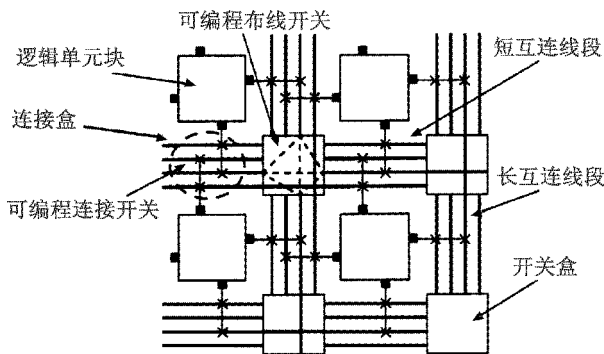 可编程布线开关
逻辑单元块
短互连线段
连接盒
可编程连接开关
长互连线段
开关盒